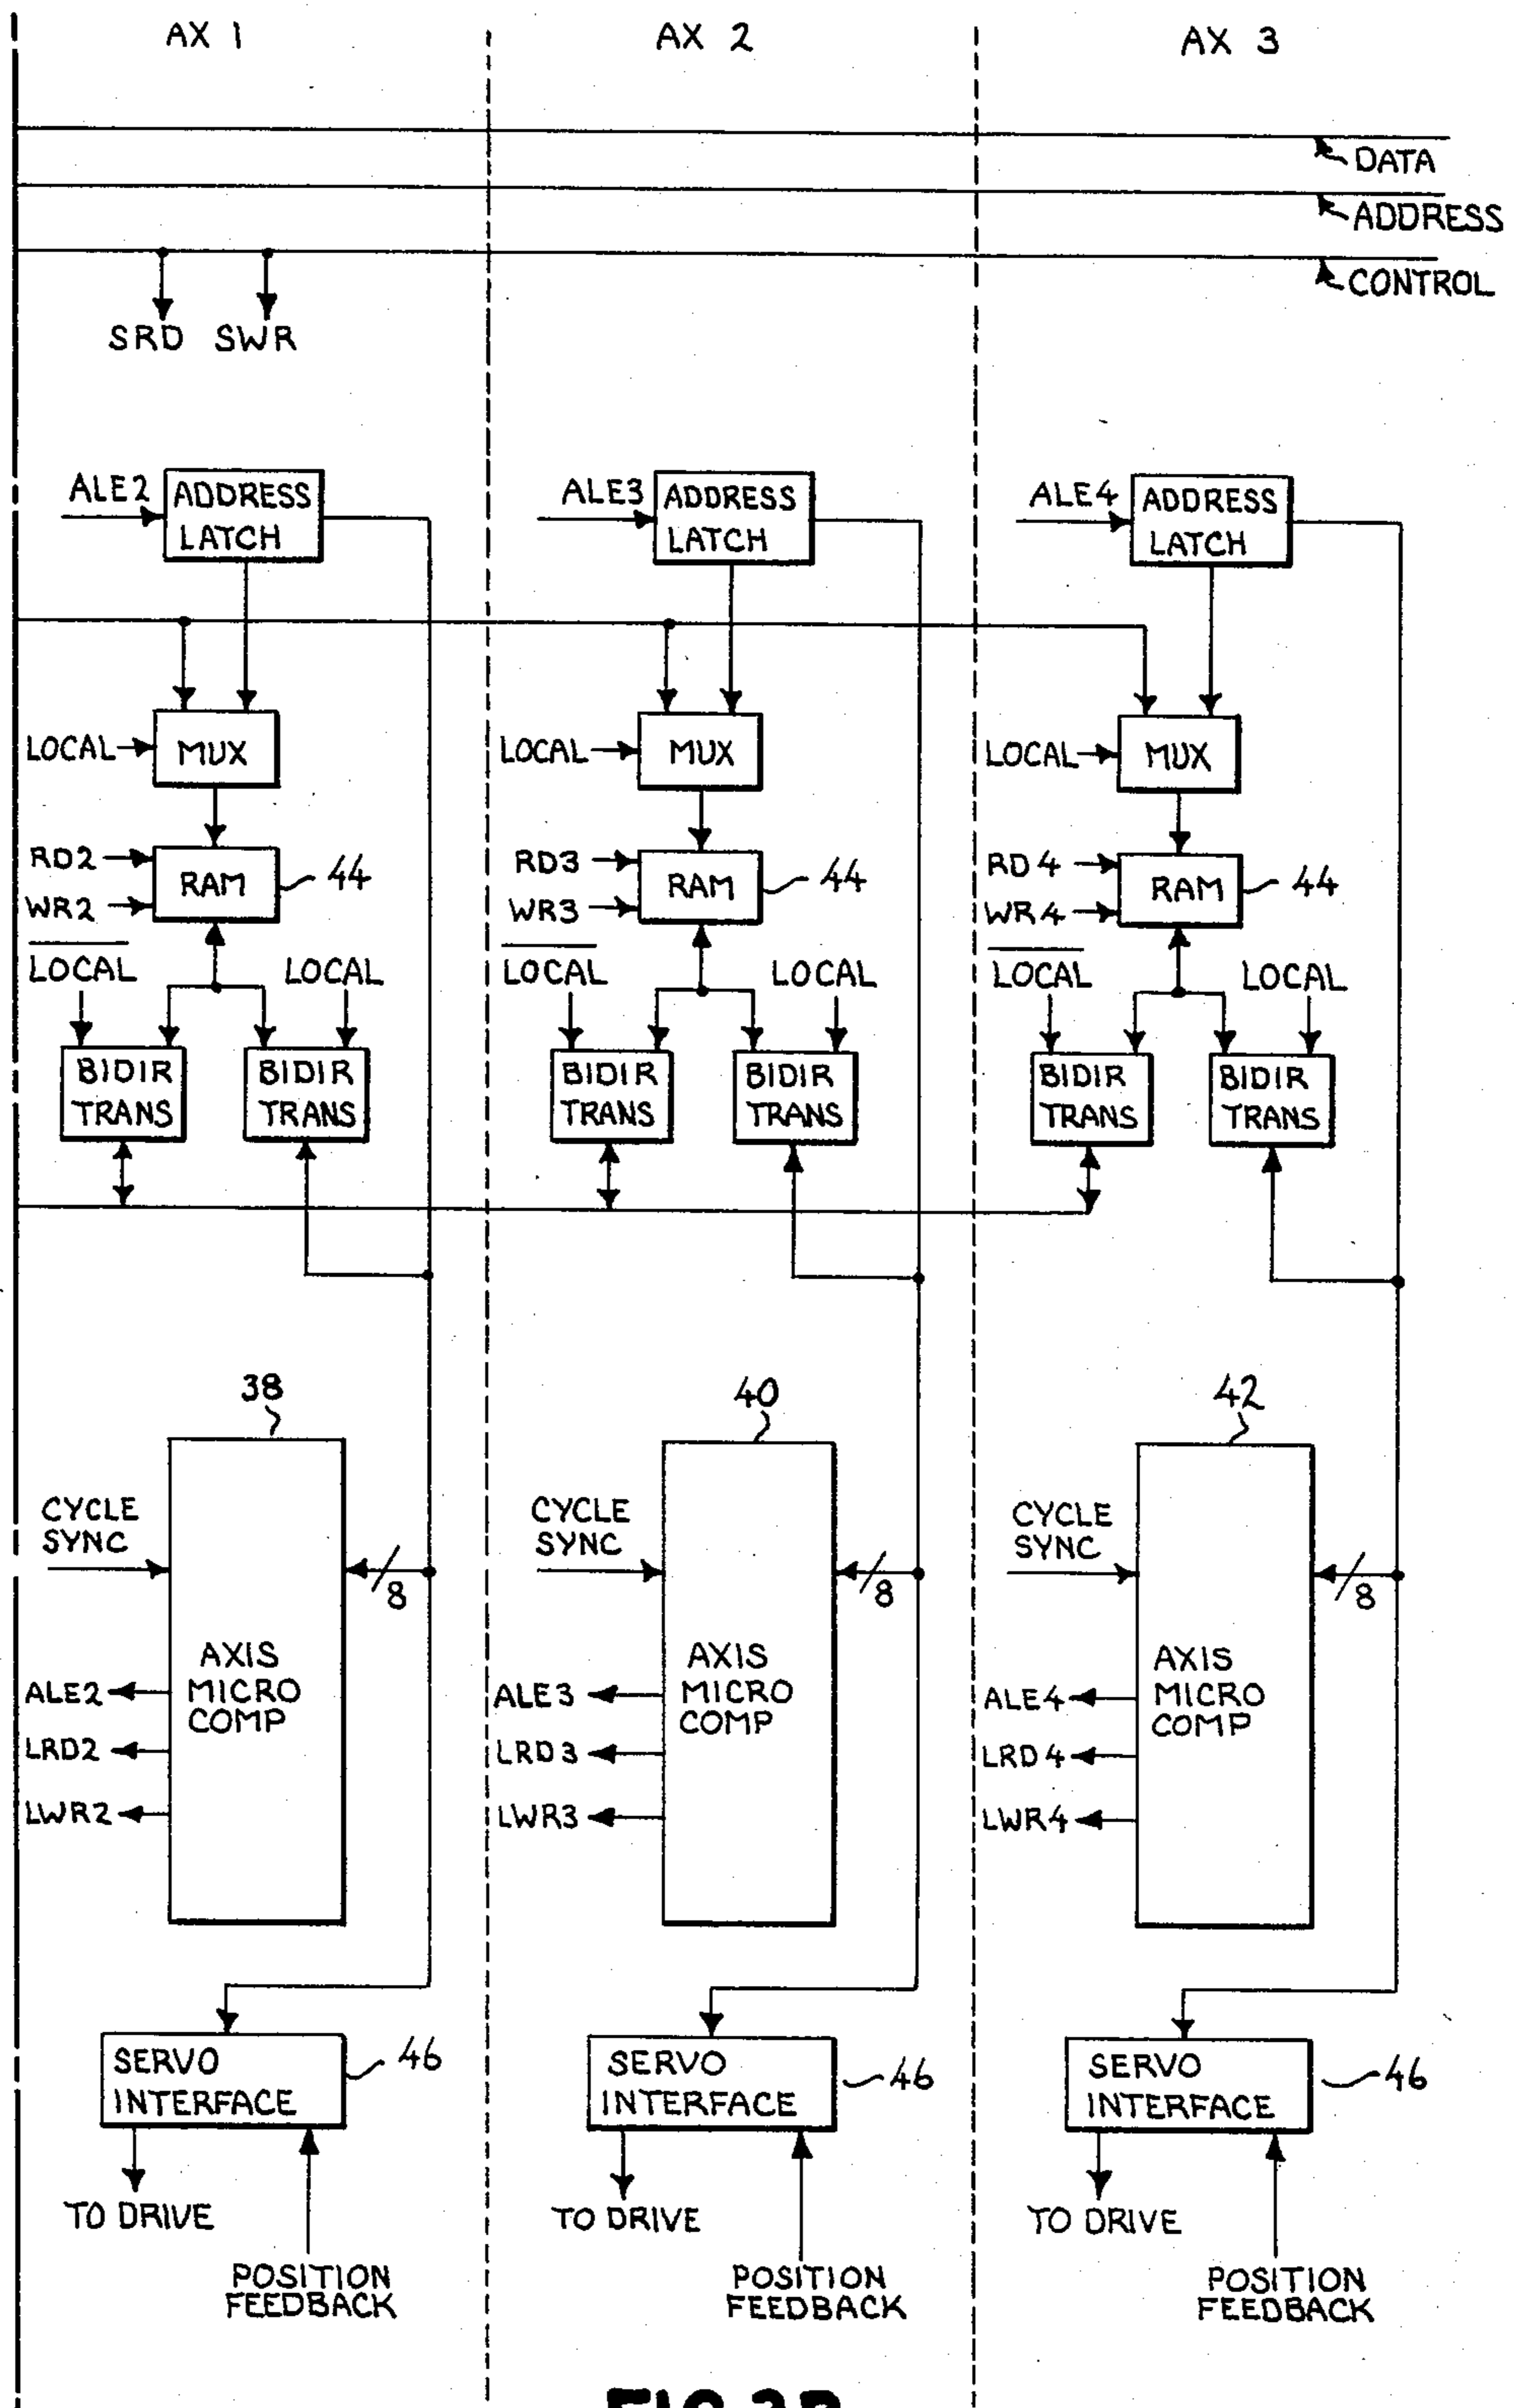 AX 1 AX 2 AX 3
DATA
ADDRESS
CONTROL
SRD SWR
ALE2 ADDRESS LATCH
ALE3 ADDRESS LATCH
ALE4 ADDRESS LATCH
LOCAL MUX
LOCAL MUX
LOCAL MUX
RD2 WR2 RAM 44
RD3 WR3 RAM 44
RD4 WR4 RAM 44
LOCAL LOCAL
LOCAL LOCAL
LOCAL LOCAL
BIDIR TRANS BIDIR TRANS
BIDIR TRANS BIDIR TRANS
BIDIR TRANS BIDIR TRANS
38 40 42
CYCLE SYNC 8
CYCLE SYNC 8
CYCLE SYNC 8
AXIS MICRO COMP
AXIS MICRO COMP
AXIS MICRO COMP
ALE2 ALE3 ALE4
LRD2 LRD3 LRD4
LWR2 LWR3 LWR4
SERVO INTERFACE 46
SERVO INTERFACE 46
SERVO INTERFACE 46
TO DRIVE TO DRIVE TO DRIVE
POSITION FEEDBACK
POSITION FEEDBACK
POSITION FEEDBACK